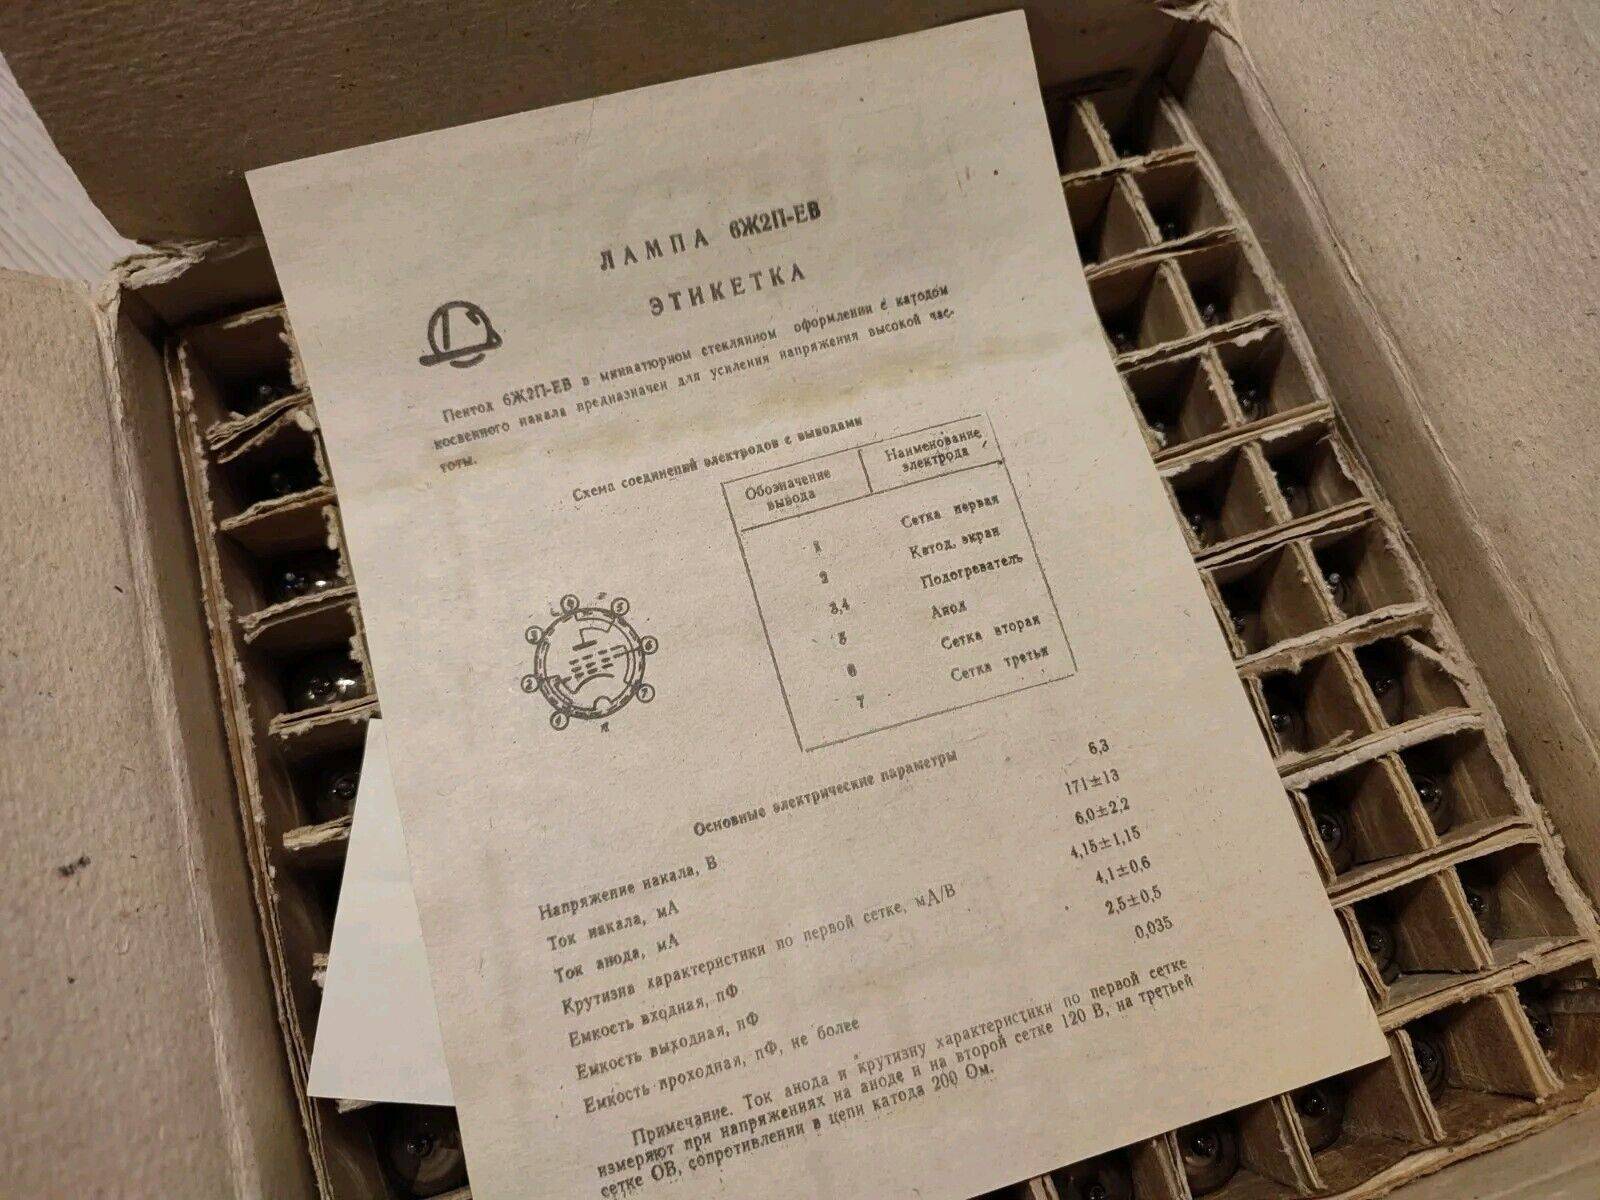 ЛАМПА 6Ж2П-ЕВ
ЭТИКЕТКА
Пентод 6Ж2П-ЕВ в миниатюрном стеклянном оформлении с катодом
косвенного накала предназначен для усиления напряжения высокой час-
тоты.
Схема соединений электродов с выводами
Обозначение
вывода
Наименование
электрода
1 Сетка первая
2 Катод, экран
3,4 Подогреватель
5 Анод
6 Сетка вторая
7 Сетка третья
Основные электрические параметры
Напряжение накала, В 6,3
Ток накала, мА 171±13
Ток анода, мА 6,0±2,2
Крутизна характеристики по первой сетке, мА/В 4,15±1,15
Емкость входная, пФ 4,1±0,6
Емкость выходная, пФ 2,5±0,5
Емкость проходная, пФ, не более 0,035
Примечание. Ток анода и крутизну характеристики по первой сетке
измеряют при напряжениях на аноде и на второй сетке 120 В, на третьей
сетке ОВ, сопротивлении в цепи катода 200 Ом.